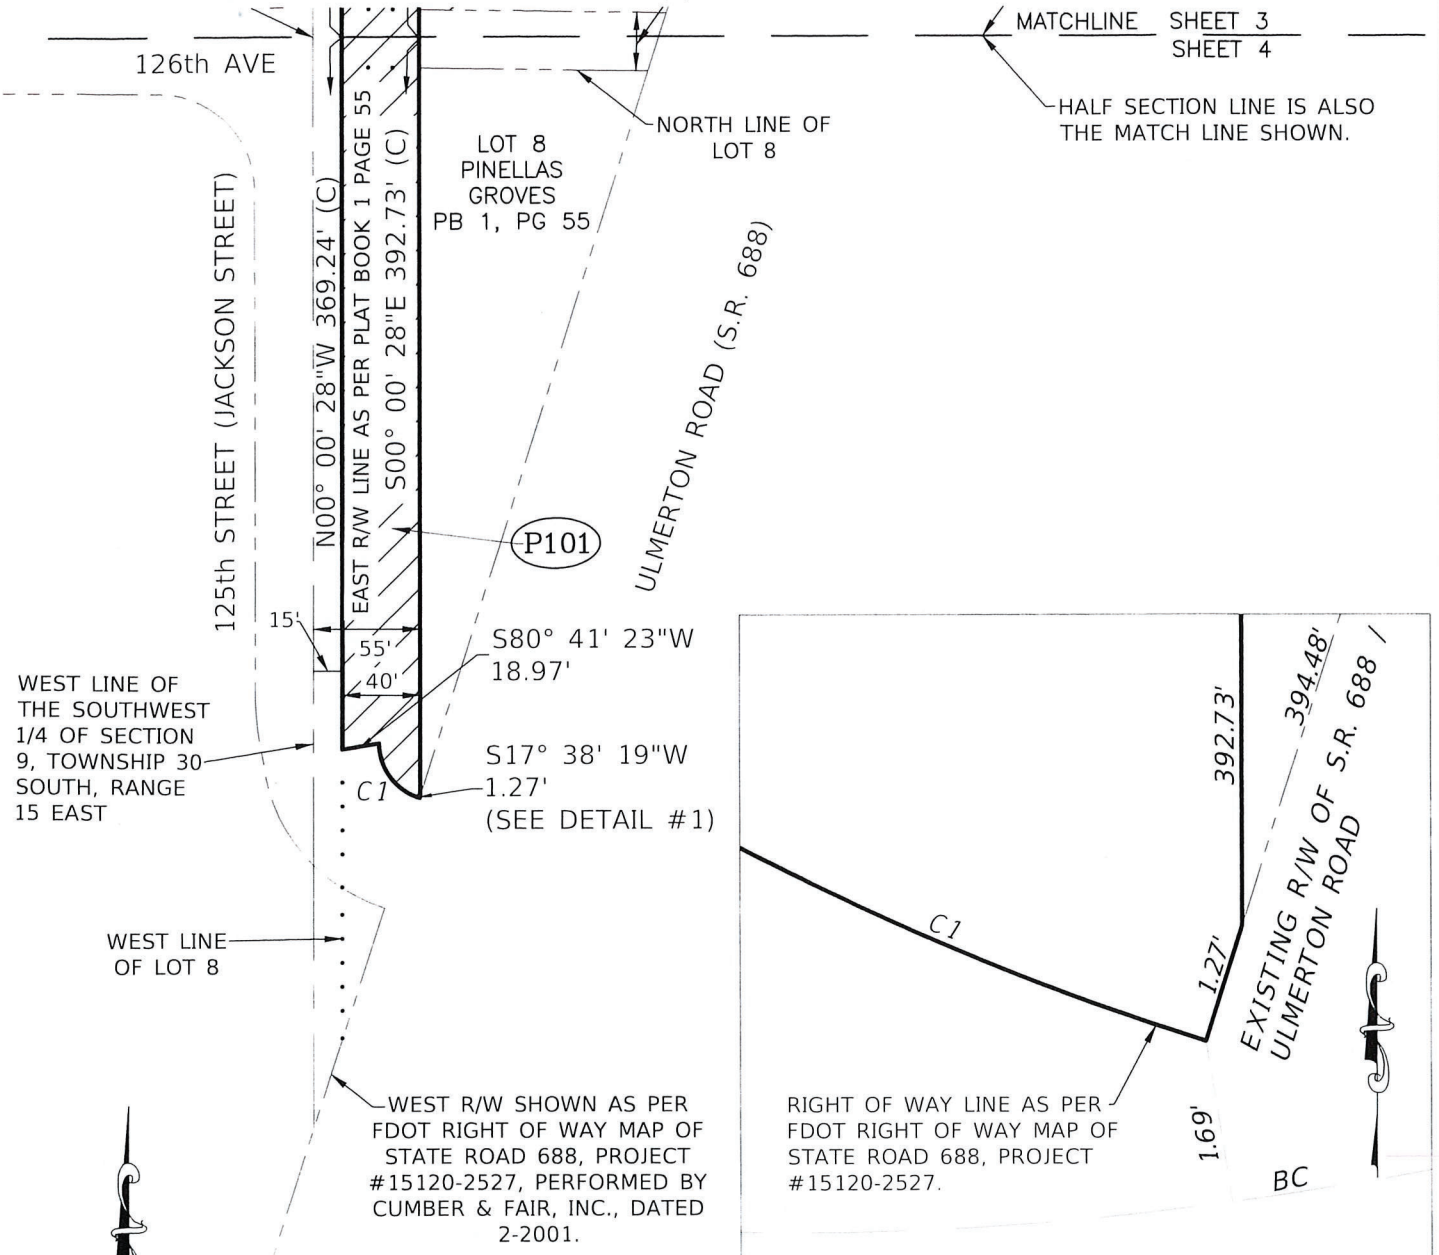 MATCHLINE SHEET 3
SHEET 4
126th AVE
HALF SECTION LINE IS ALSO
THE MATCH LINE SHOWN.
NORTH LINE OF
LOT 8
LOT 8
PINELLAS
GROVES
PB 1, PG 55
125th STREET (JACKSON STREET)
N00° 00' 28"W 369.24' (C)
EAST R/W LINE AS PER PLAT BOOK 1 PAGE 55
S00° 00' 28"E 392.73' (C)
ULMERTON ROAD (S.R. 688)
P101
15'
55'
40'
S80° 41' 23"W
18.97'
WEST LINE OF
THE SOUTHWEST
1/4 OF SECTION
9, TOWNSHIP 30
SOUTH, RANGE
15 EAST
C1
S17° 38' 19"W
1.27'
(SEE DETAIL #1)
WEST LINE
OF LOT 8
WEST R/W SHOWN AS PER
FDOT RIGHT OF WAY MAP OF
STATE ROAD 688, PROJECT
#15120-2527, PERFORMED BY
CUMBER & FAIR, INC., DATED
2-2001.
392.73'
394.48'
EXISTING R/W OF S.R. 688 /
ULMERTON ROAD
C1
1.27'
RIGHT OF WAY LINE AS PER
FDOT RIGHT OF WAY MAP OF
STATE ROAD 688, PROJECT
#15120-2527.
1.69'
BC